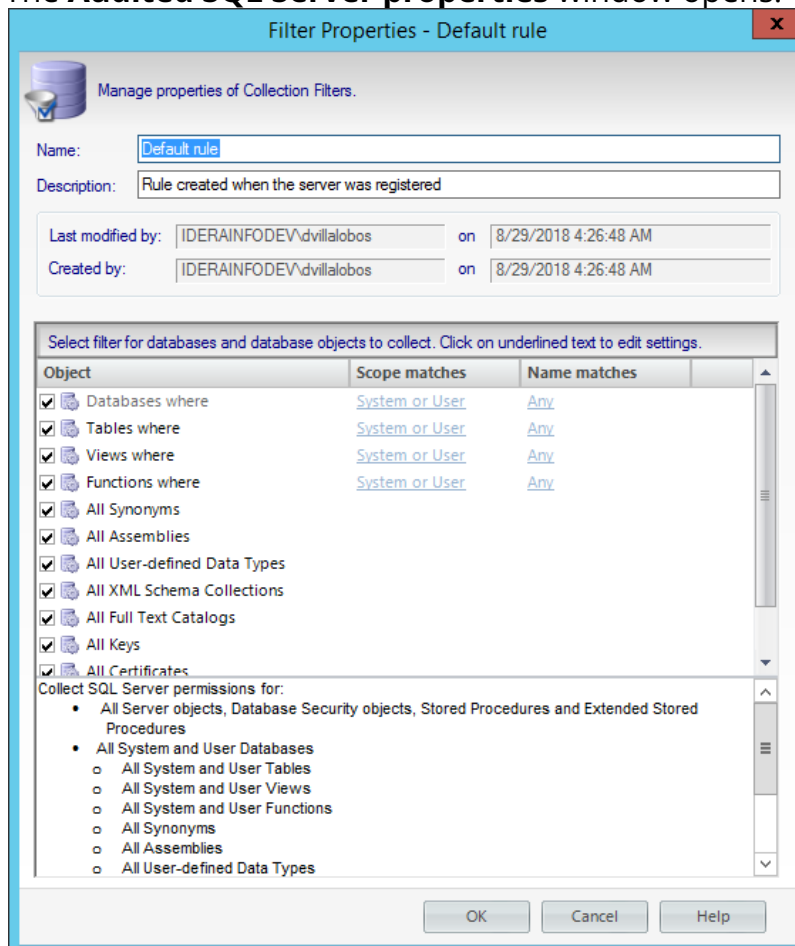 The Audited SQL Server properties window opens.
Filter Properties - Default rule
x
Manage properties of Collection Filters.
Name: Default rule
Description: Rule created when the server was registered
Last modified by: IDERAINFODEV\dvillalobos on 8/29/2018 4:26:48 AM
Created by: IDERAINFODEV\dvillalobos on 8/29/2018 4:26:48 AM
Select filter for databases and database objects to collect. Click on underlined text to edit settings.
Object Scope matches Name matches
Databases where System or User Any
Tables where System or User Any
Views where System or User Any
Functions where System or User Any
All Synonyms
All Assemblies
All User-defined Data Types
All XML Schema Collections
All Full Text Catalogs
All Keys
All Certificates
Collect SQL Server permissions for:
• All Server objects, Database Security objects, Stored Procedures and Extended Stored
Procedures
• All System and User Databases
o All System and User Tables
o All System and User Views
o All System and User Functions
o All Synonyms
o All Assemblies
o All User-defined Data Types
OK Cancel Help